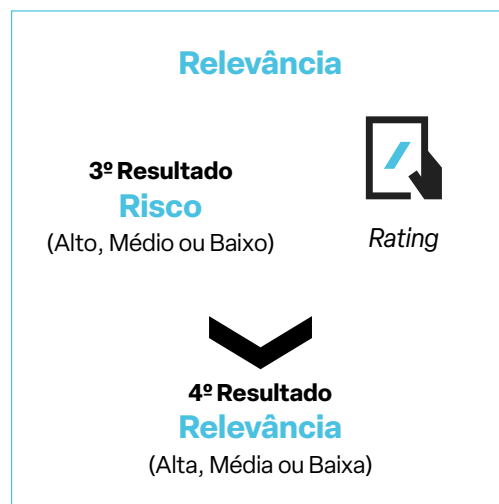 Relevância
3º Resultado
Risco
(Alto, Médio ou Baixo)
Rating
4º Resultado
Relevância
(Alta, Média ou Baixa)